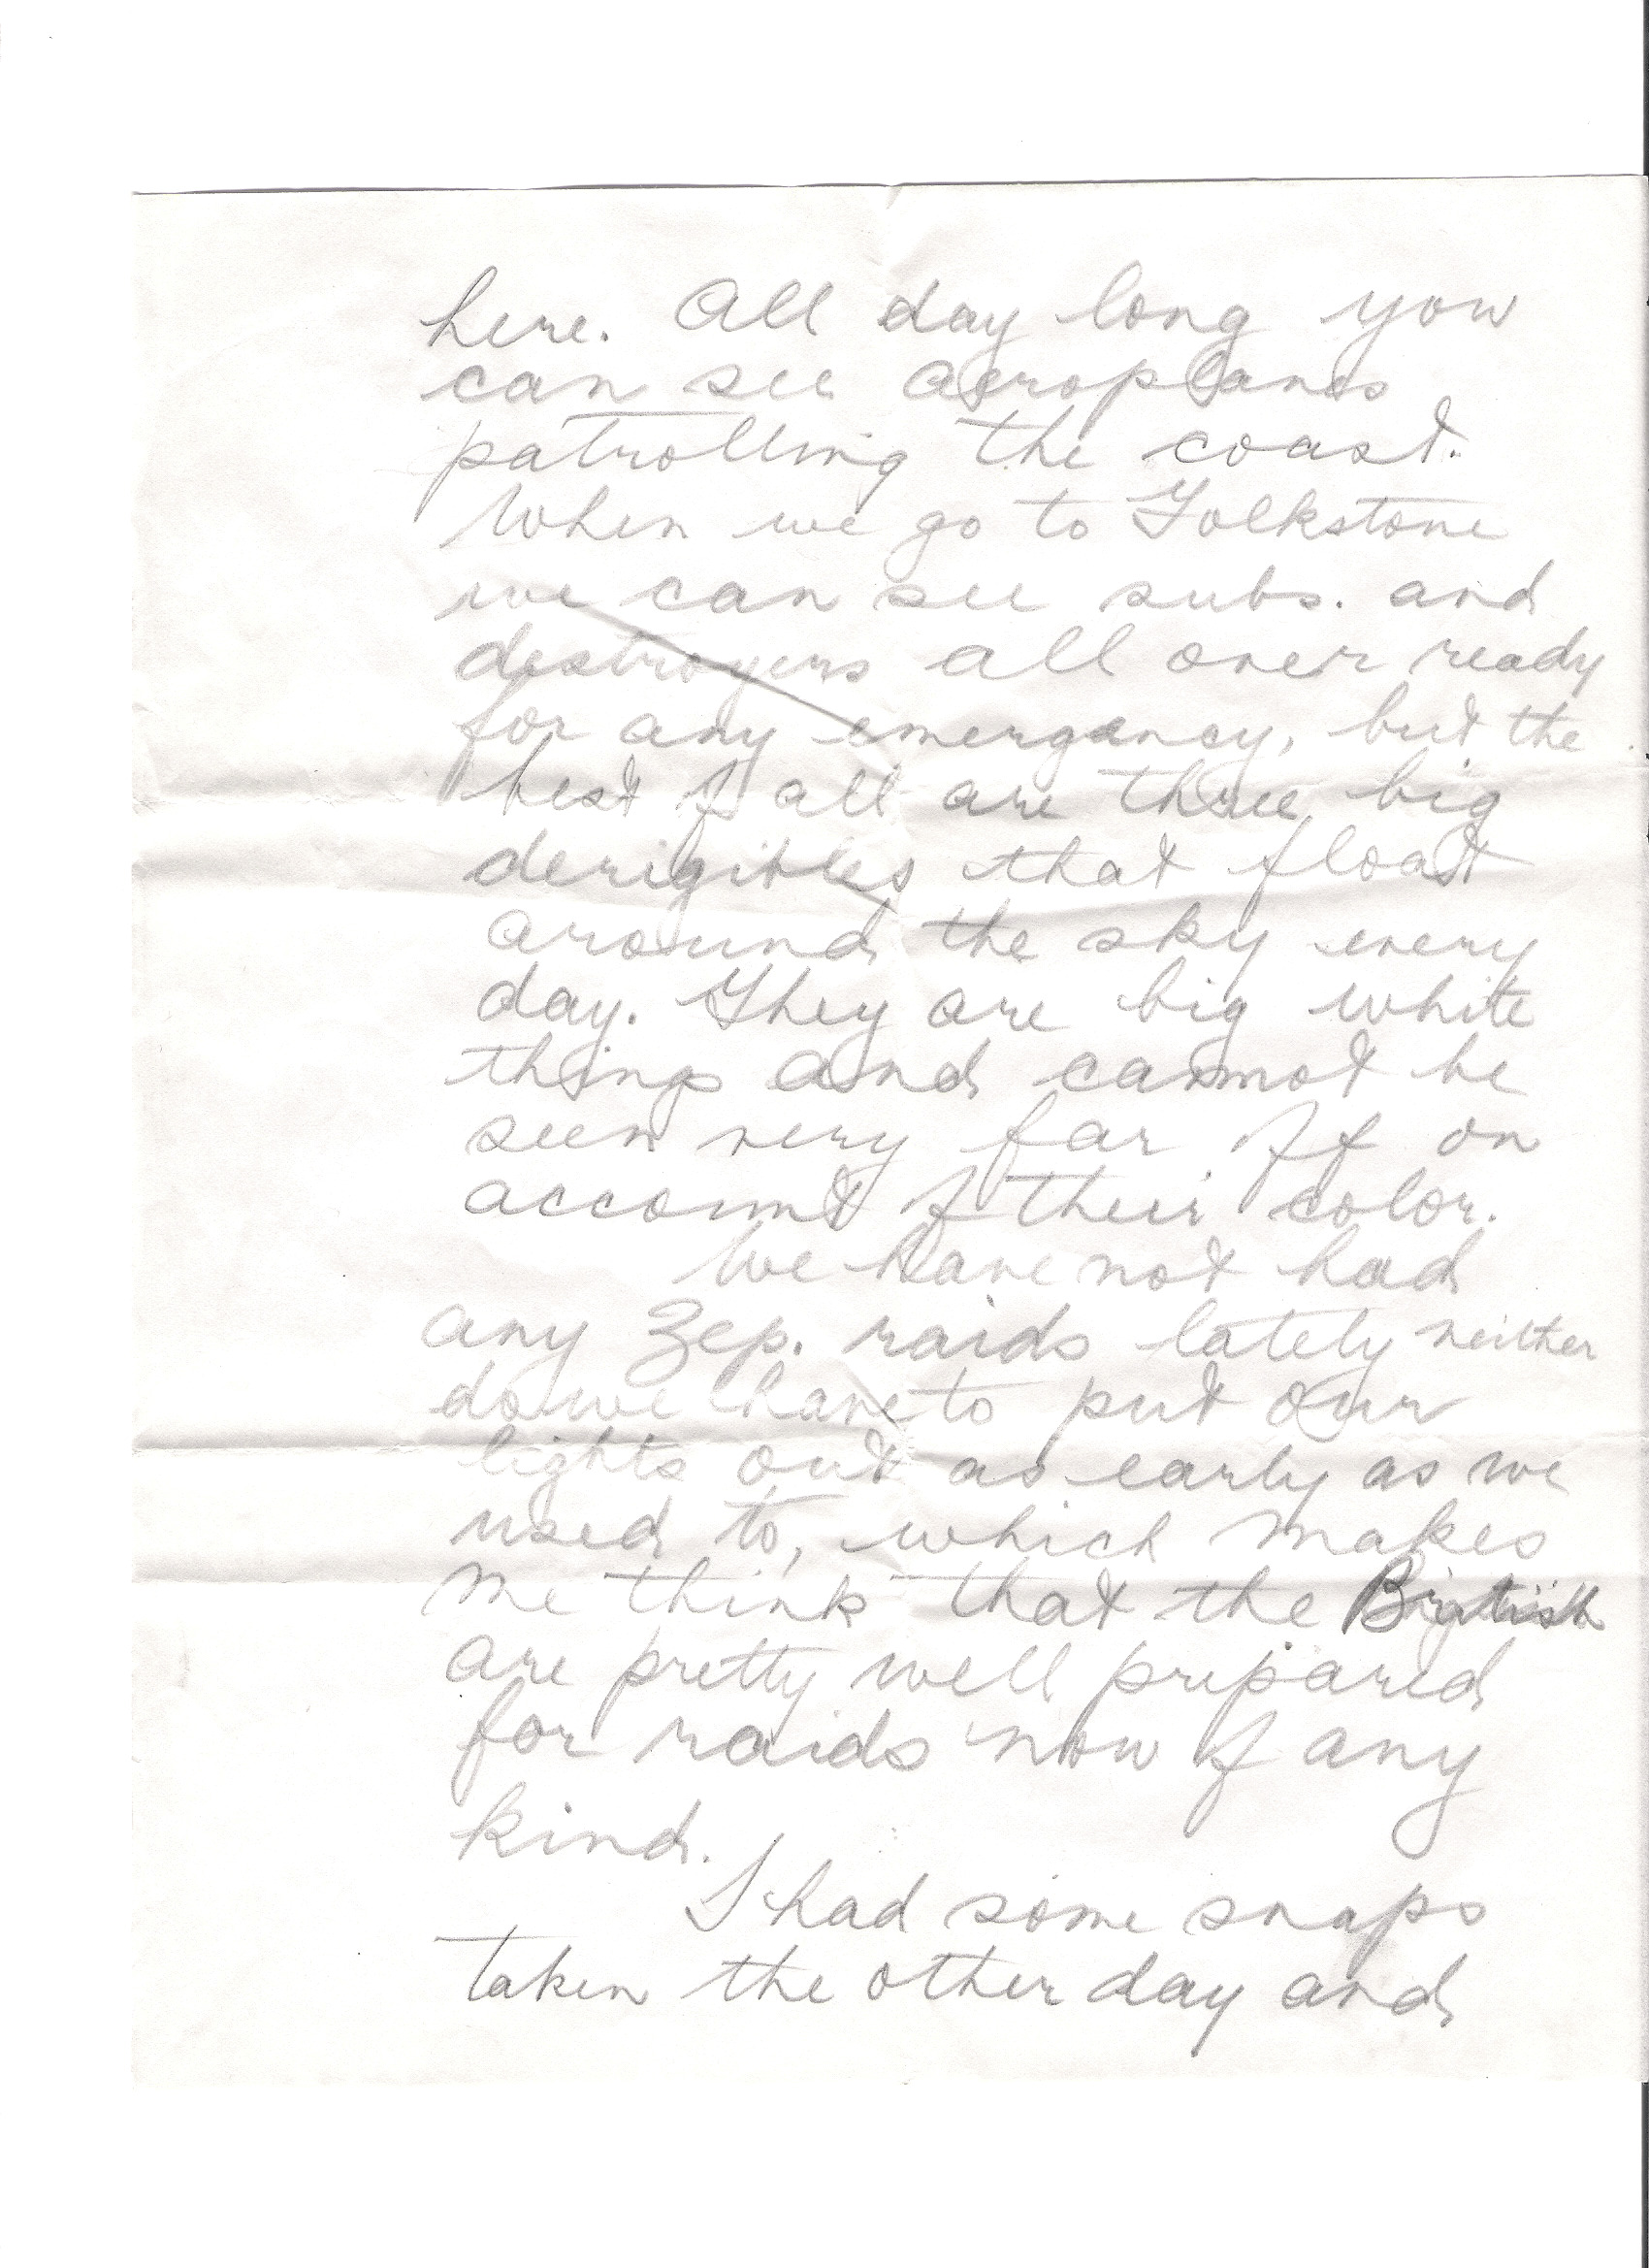 here. All day long you
can see aeroplanes
patrolling the coast.
When we go to Folkstone
we can see subs. and
destroyers all over ready
for any emergency, but the
best of all are three big
derigibles that float
around the sky every
day. They are big white
things and cannot be
seen very far off on
account of their color.
We have not had
any Zep. raids lately neither
do we have to put our
lights out as early as we
used to, which makes
me think that the British
are pretty well prepared
for raids now of any
kind.
I had some snaps
taken the other day and